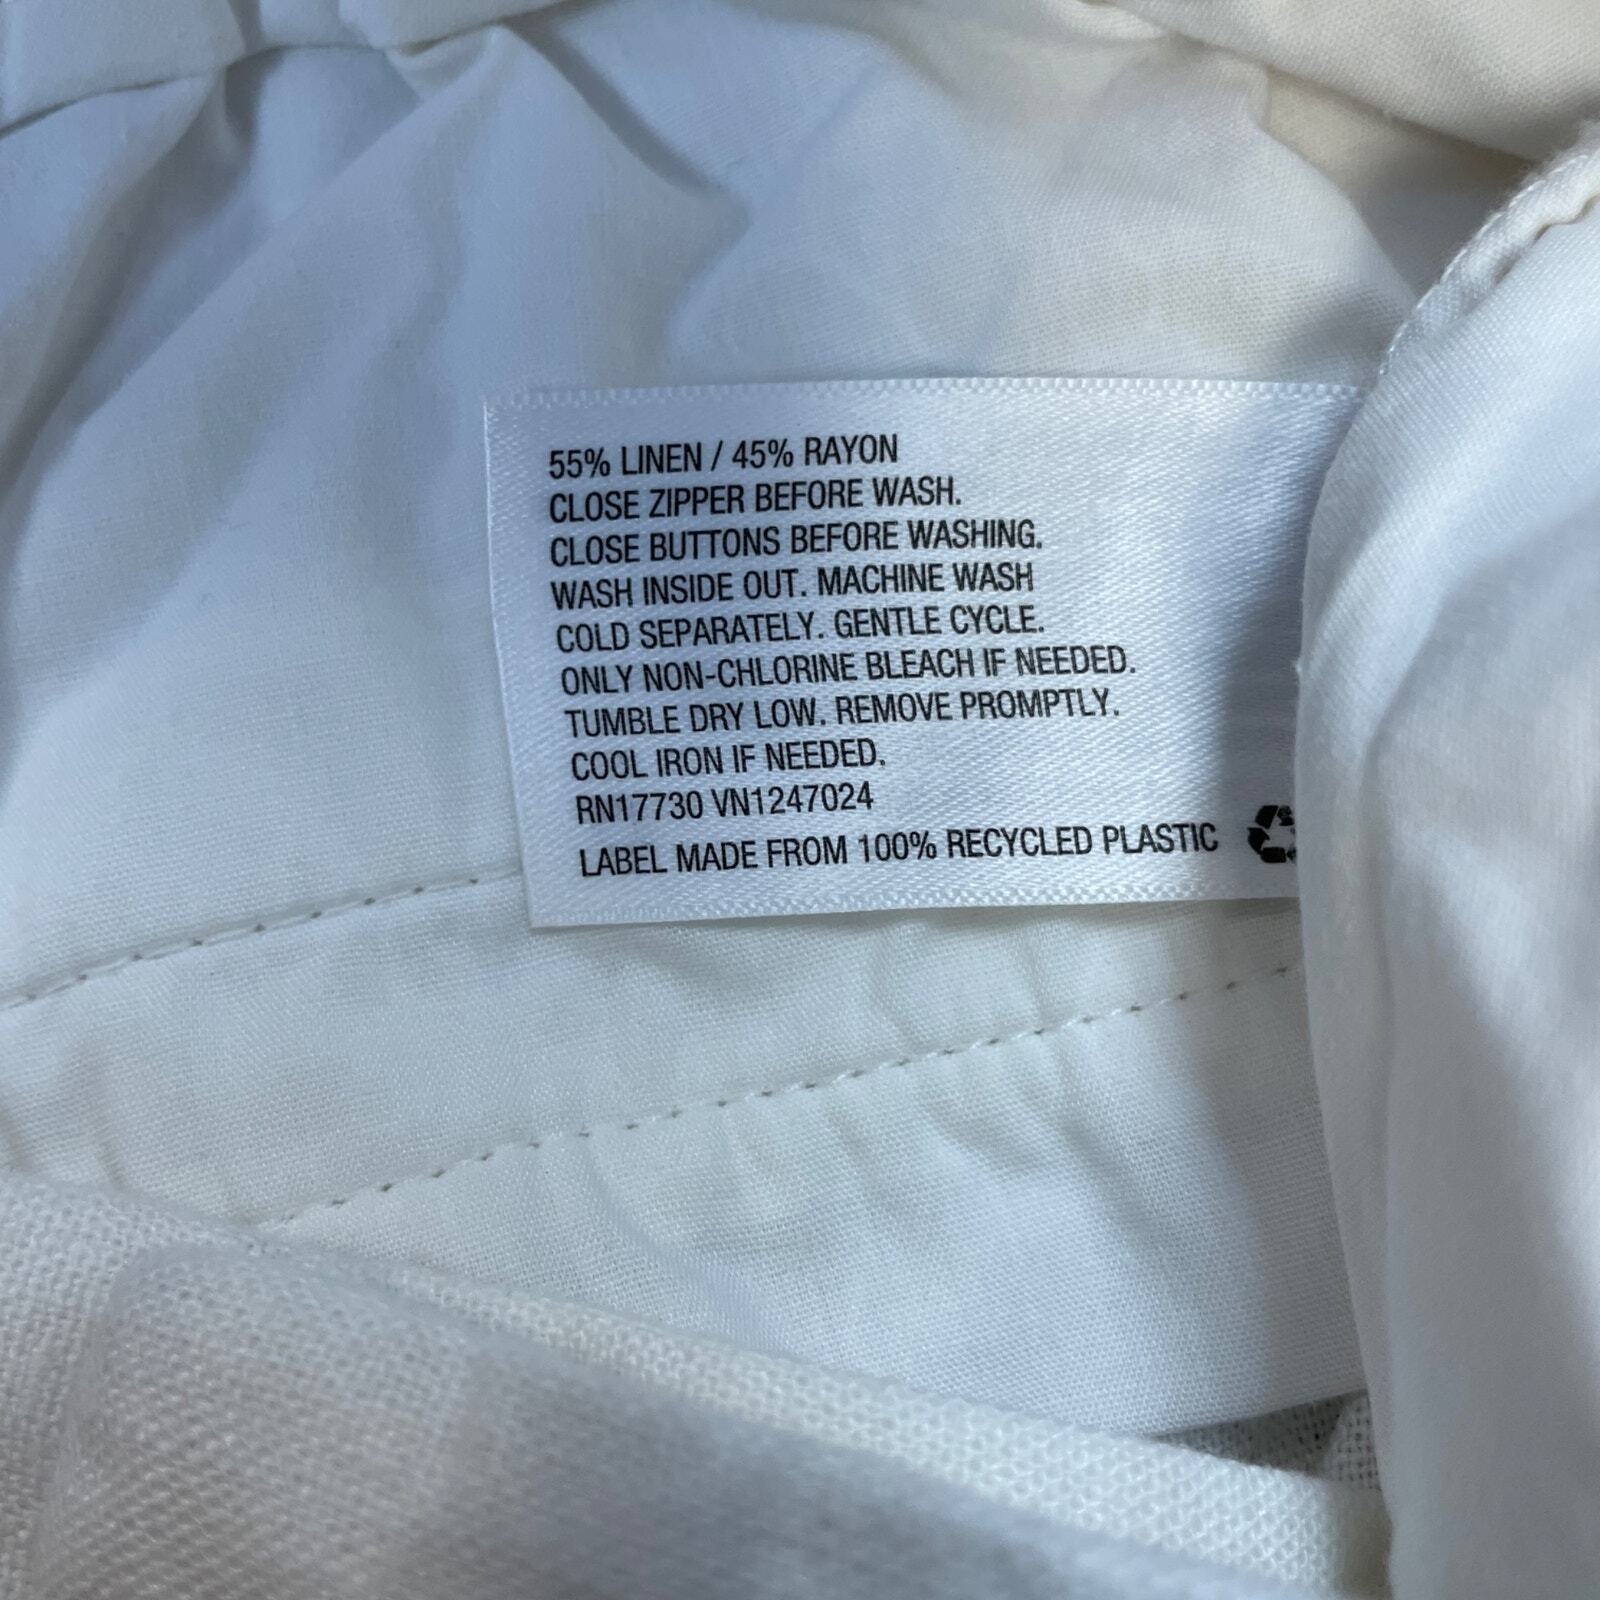 55% LINEN / 45% RAYON
CLOSE ZIPPER BEFORE WASH.
CLOSE BUTTONS BEFORE WASHING.
WASH INSIDE OUT. MACHINE WASH
COLD SEPARATELY. GENTLE CYCLE.
ONLY NON-CHLORINE BLEACH IF NEEDED.
TUMBLE DRY LOW. REMOVE PROMPTLY.
COOL IRON IF NEEDED.
RN17730 VN1247024
LABEL MADE FROM 100% RECYCLED PLASTIC